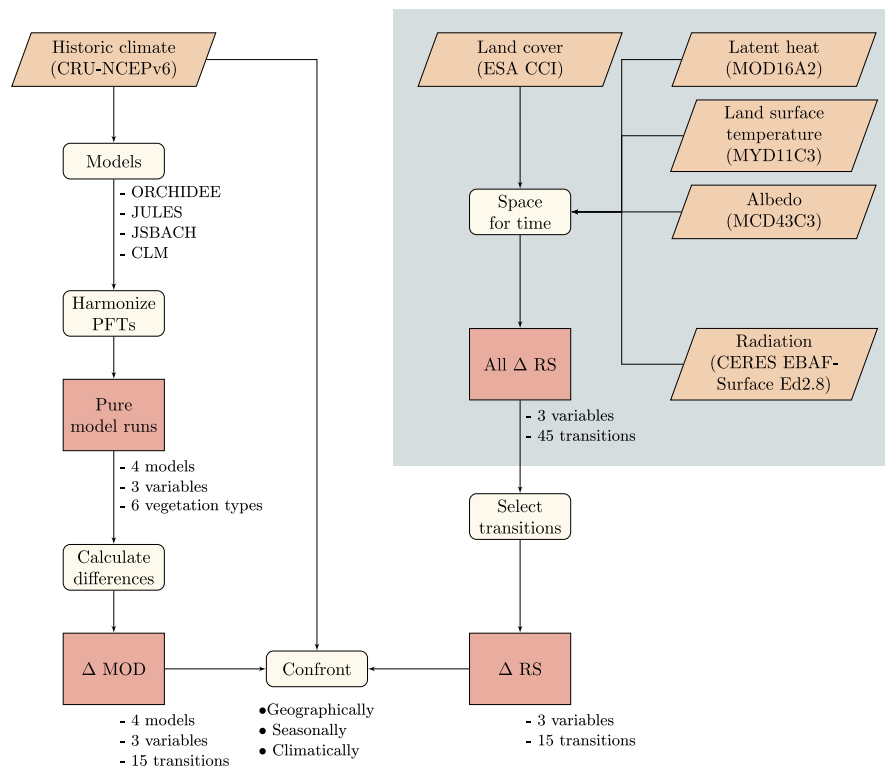 Historic climate
(CRU-NCEPv6)
Models
- ORCHIDEE
- JULES
- JSBACH
- CLM
Harmonize
PFTs
Pure
model runs
- 4 models
- 3 variables
- 6 vegetation types
Calculate
differences
Δ MOD
- 4 models
- 3 variables
- 15 transitions
Confront
●Geographically
● Seasonally
● Climatically
Land cover
(ESA CCI)
Space
for time
All Δ RS
- 3 variables
- 45 transitions
Select
transitions
Δ RS
- 3 variables
- 15 transitions
Latent heat
(MOD16A2)
Land surface
temperature
(MYD11C3)
Albedo
(MCD43C3)
Radiation
(CERES EBAF-
Surface Ed2.8)